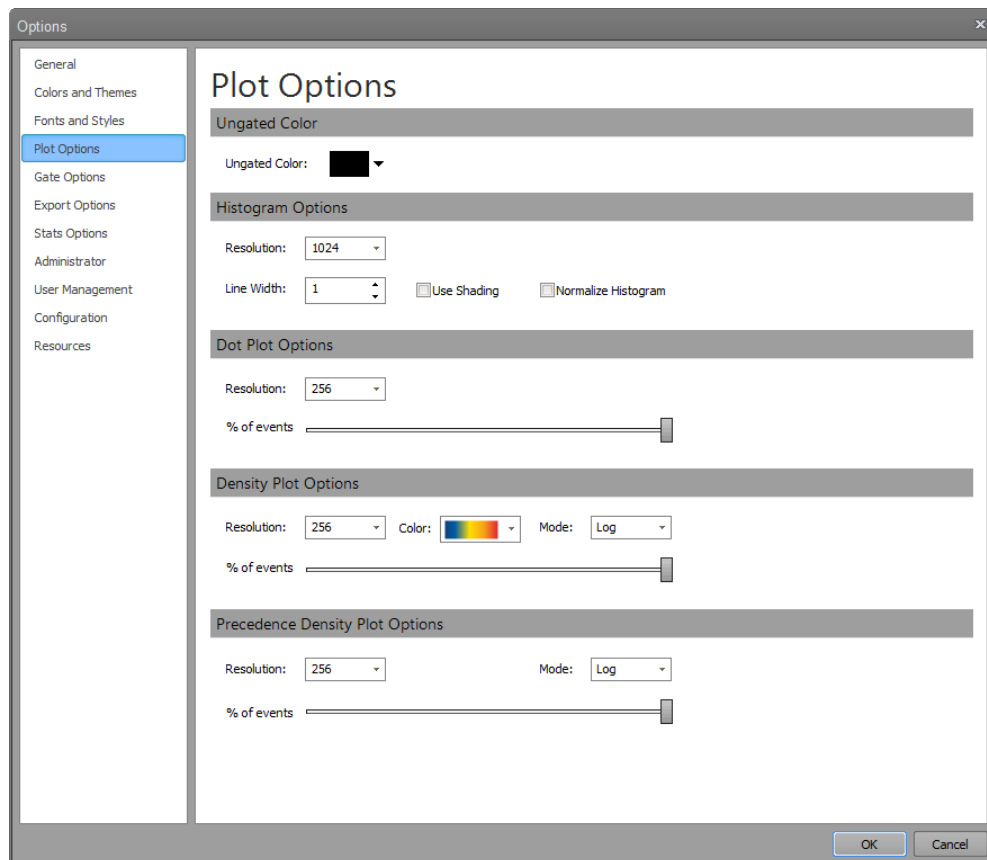 Options
General
Colors and Themes
Fonts and Styles
Plot Options
Gate Options
Export Options
Stats Options
Administrator
User Management
Configuration
Resources
Plot Options
Ungated Color
Ungated Color:
Histogram Options
Resolution: 1024
Line Width: 1 Use Shading Normalize Histogram
Dot Plot Options
Resolution: 256
% of events
Density Plot Options
Resolution: 256 Color: Mode: Log
% of events
Precedence Density Plot Options
Resolution: 256 Mode: Log
% of events
OK Cancel